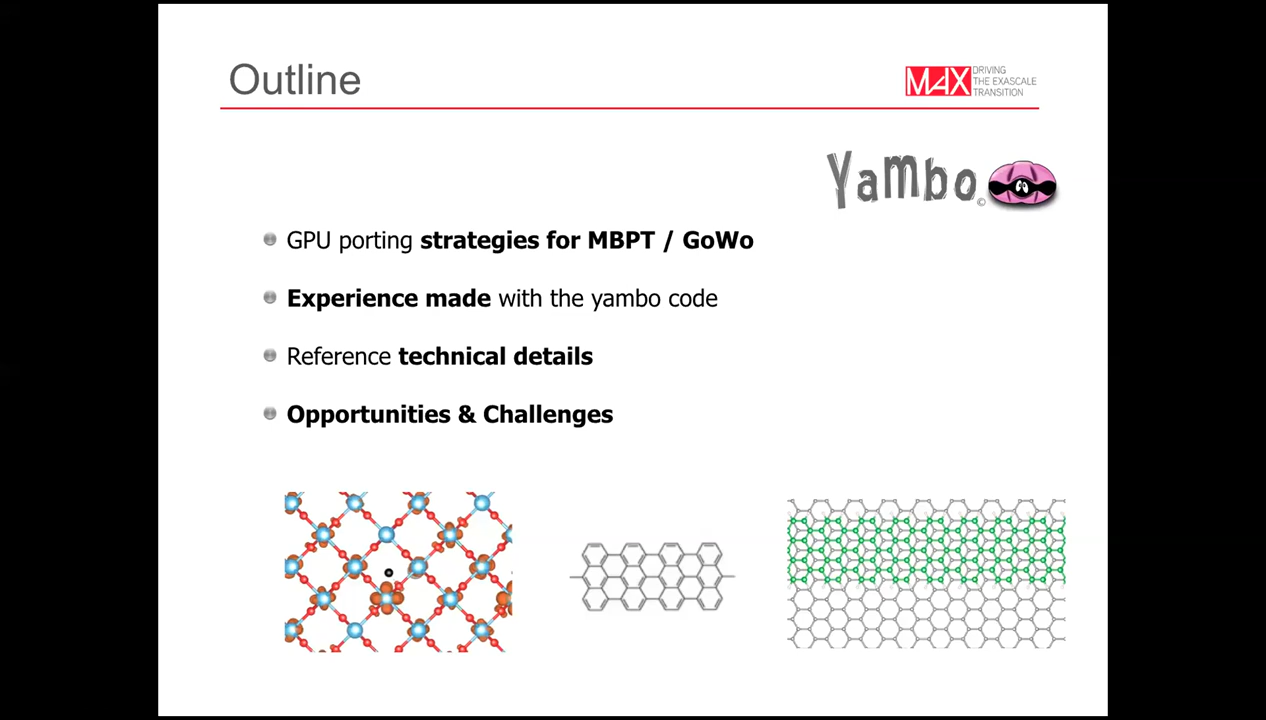 Outline
MAX
DRIVING
THE EXASCALE
TRANSITION
Yambo©
GPU porting strategies for MBPT / GoWo
Experience made with the yambo code
Reference technical details
Opportunities & Challenges